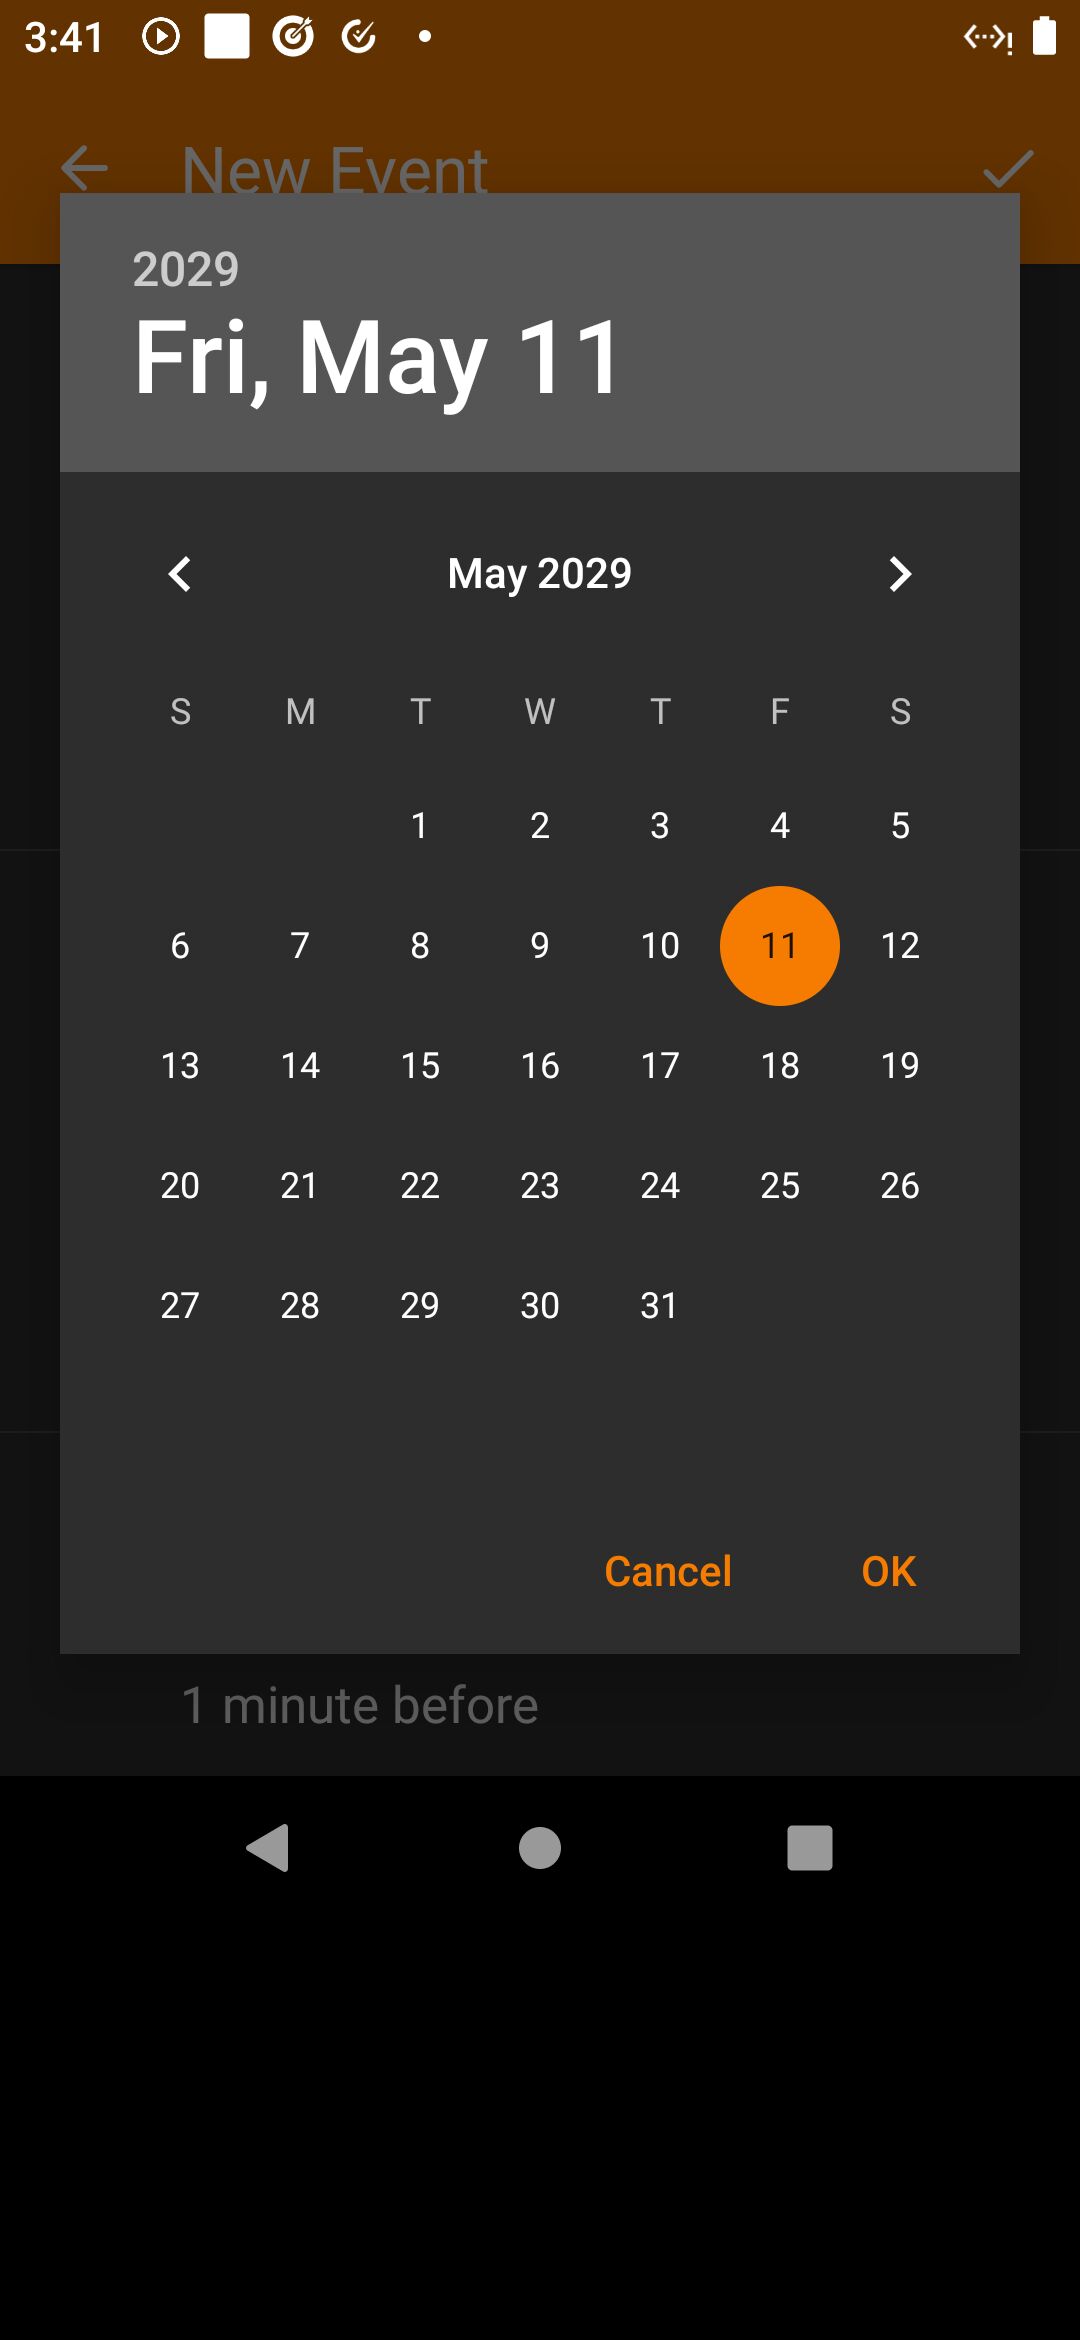 3:41
New Event
2029
Fri, May 11
May 2029
S M T W T F S
1 2 3 4 5
6 7 8 9 10 11 12
13 14 15 16 17 18 19
20 21 22 23 24 25 26
27 28 29 30 31
Cancel OK
1 minute before